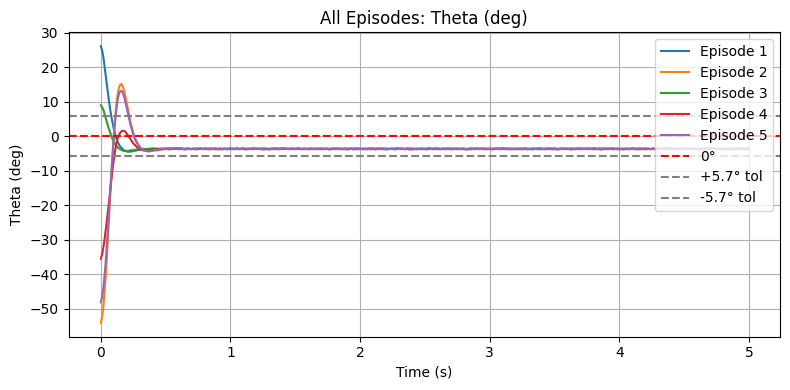 All Episodes: Theta (deg)
Theta (deg)
30
20
10
0
−10
−20
−30
−40
−50
0
1
2
3
4
5
Time (s)
Episode 1
Episode 2
Episode 3
Episode 4
Episode 5
0°
+5.7° tol
-5.7° tol